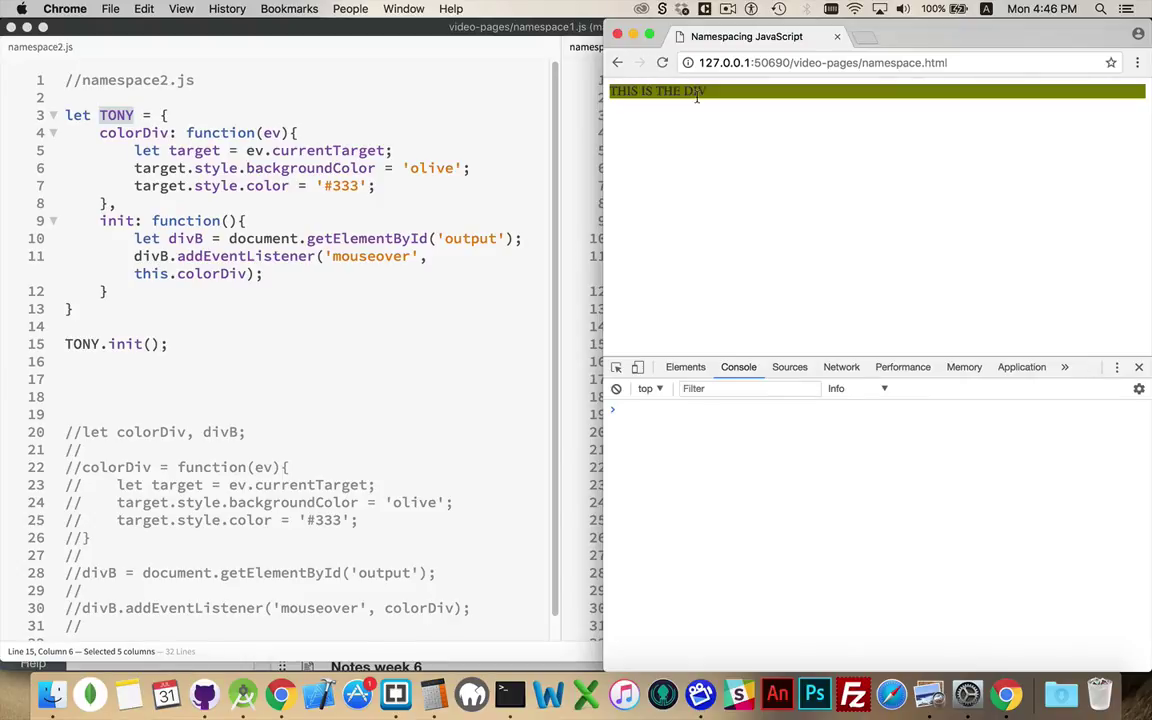 Chrome File Edit View History Bookmarks People Window Help 100% Mon 4:46 PM
video-pages/namespace1.js (m
namespace2.js
namesp
1 //namespace2.js
2
3 let TONY = {
4 colorDiv: function(ev){
5 let target = ev.currentTarget;
6 target.style.backgroundColor = 'olive';
7 target.style.color = '#333';
8 },
9 init: function(){
10 let divB = document.getElementById('output');
11 divB.addEventListener('mouseover',
this.colorDiv);
12 }
13 }
14
15 TONY.init();
16
17
18
19
20 //let colorDiv, divB;
21 //
22 //colorDiv = function(ev){
23 // let target = ev.currentTarget;
24 // target.style.backgroundColor = 'olive';
25 // target.style.color = '#333';
26 //}
27 //
28 //divB = document.getElementById('output');
29 //
30 //divB.addEventListener('mouseover', colorDiv);
31 //
Line 15, Column 6 — Selected 5 columns — 32 Lines
Help
Notes week 6
Namespacing JavaScript
127.0.0.1:50690/video-pages/namespace.html
THIS IS THE DIV
Elements Console Sources Network Performance Memory Application »
top Filter Info
>
31
1
An Ps Fz